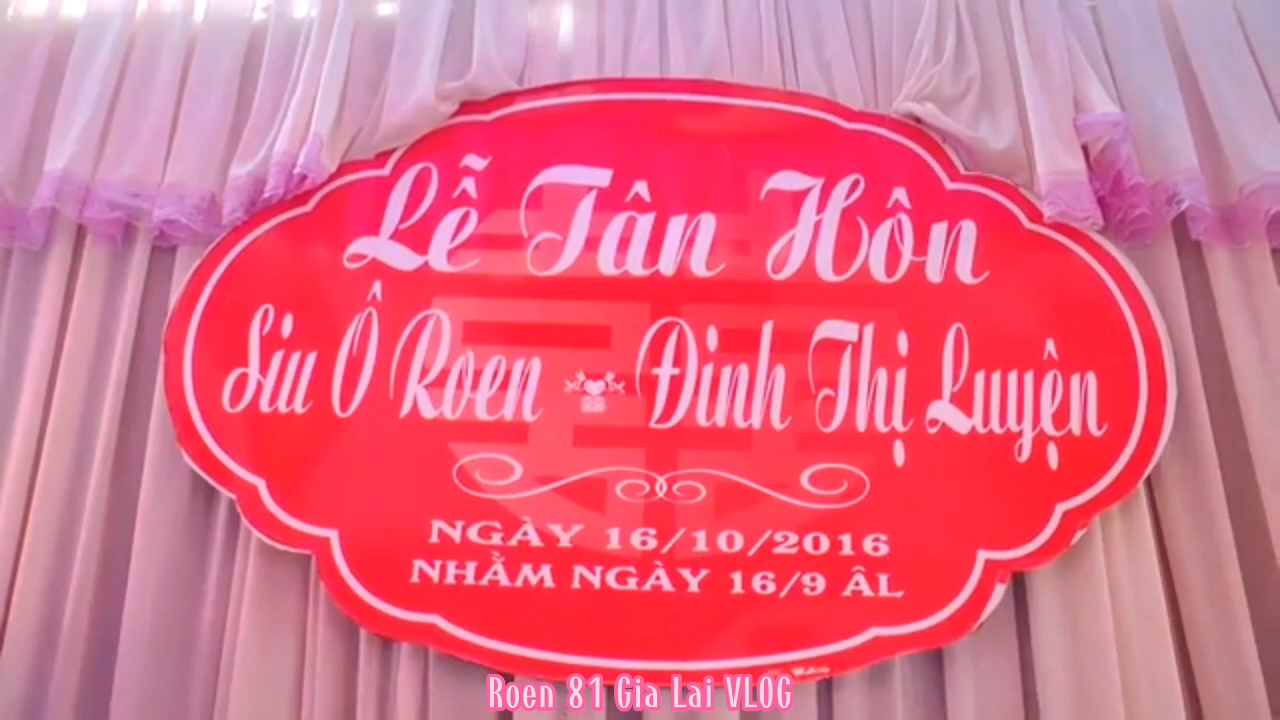 Lễ Tân Hôn
Siu Ô Roen Đinh Thị Luyện
NGÀY 16/10/2016
NHẰM NGÀY 16/9 ÂL
Roen 81 Gia Lai VLOG